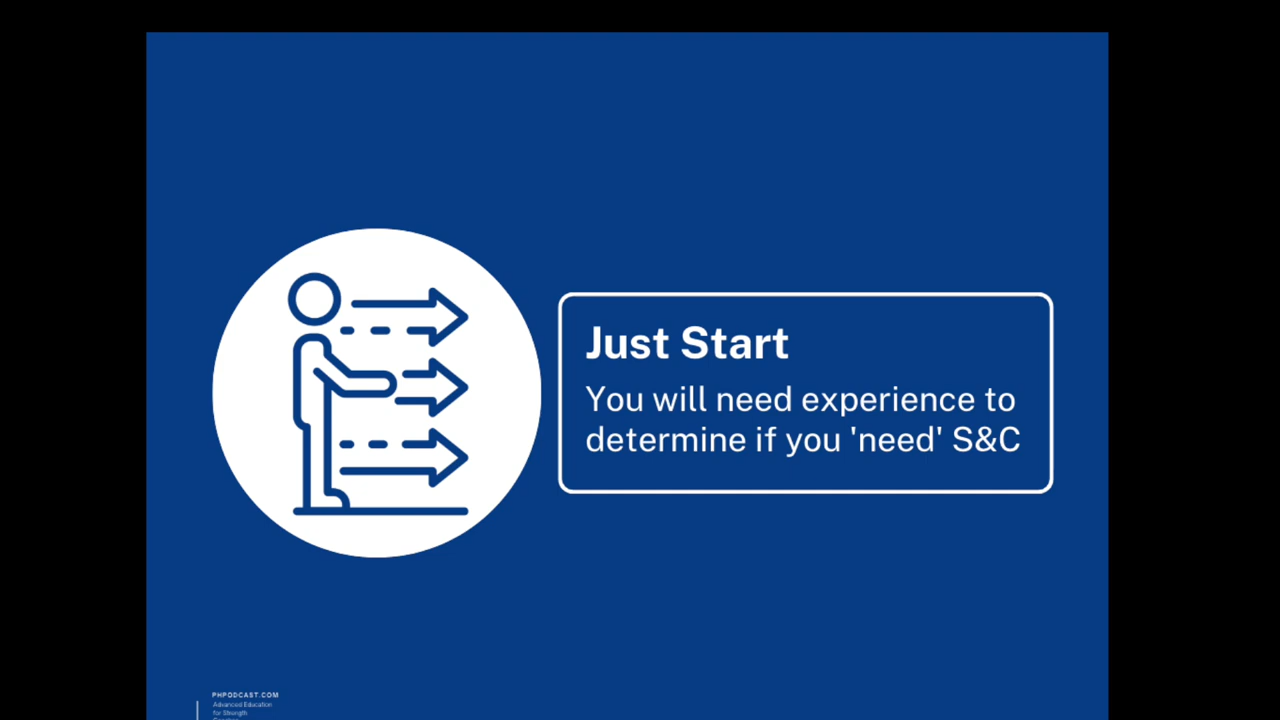 Just Start
You will need experience to
determine if you 'need' S&C
PHPODCAST.COM
Advanced Education
for Strength